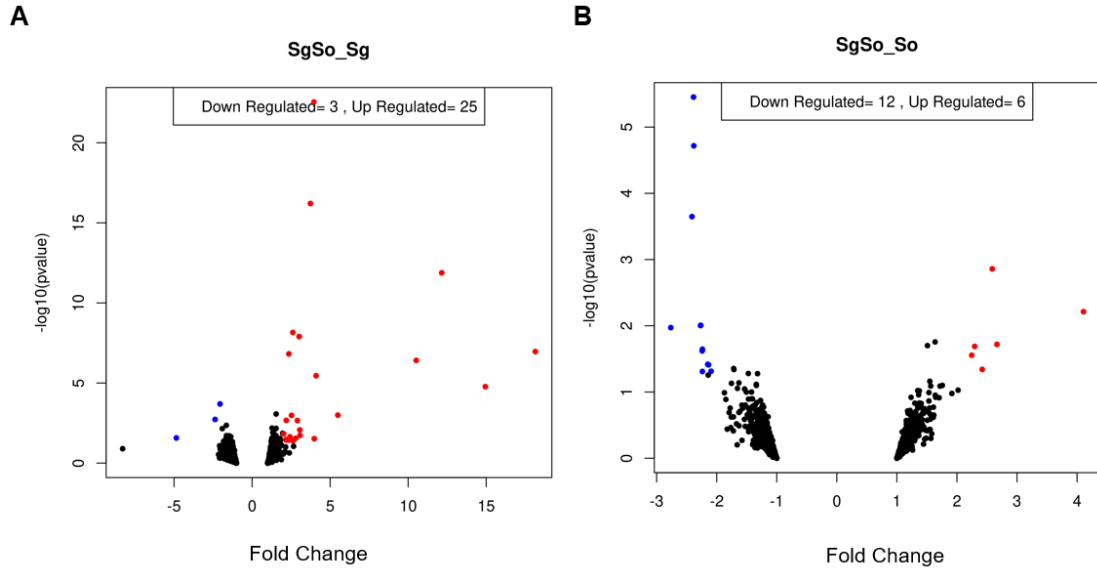 A
SgSo_Sg
Down Regulated= 3 , Up Regulated= 25
-log10(pvalue)
20
15
10
5
0
-5
0
5
10
15
Fold Change
B
SgSo_So
Down Regulated= 12 , Up Regulated= 6
-log10(pvalue)
5
4
3
2
1
0
-3
-2
-1
0
1
2
3
4
Fold Change